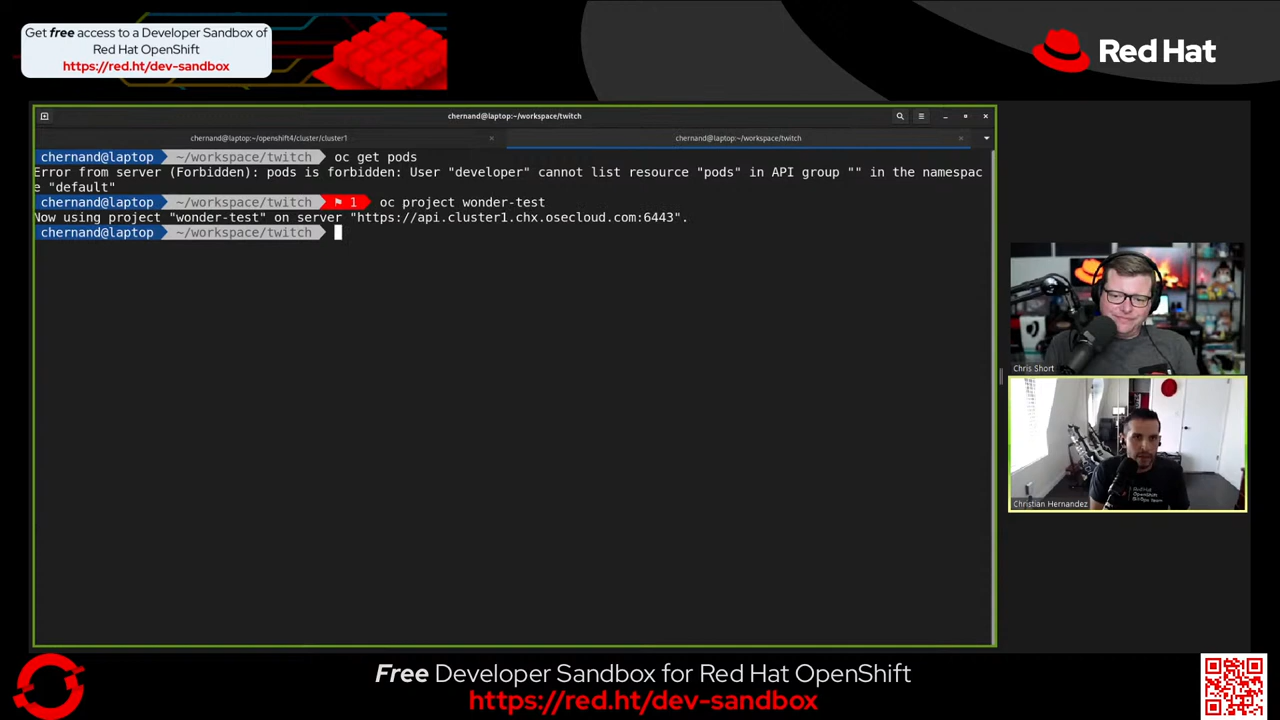 Get free access to a Developer Sandbox of
Red Hat OpenShift
https://red.ht/dev-sandbox
Red Hat
chernand@laptop:~/workspace/twitch
chernand@laptop:~/openshift4/cluster/cluster1
chernand@laptop:~/workspace/twitch
chernand@laptop ~/workspace/twitch oc get pods
Error from server (Forbidden): pods is forbidden: User "developer" cannot list resource "pods" in API group "" in the namespac
e "default"
chernand@laptop ~/workspace/twitch 1 oc project wonder-test
Now using project "wonder-test" on server "https://api.cluster1.chx.osecloud.com:6443".
chernand@laptop ~/workspace/twitch
Chris Short
OpenShift
Christian Hernandez
Free Developer Sandbox for Red Hat OpenShift
https://red.ht/dev-sandbox